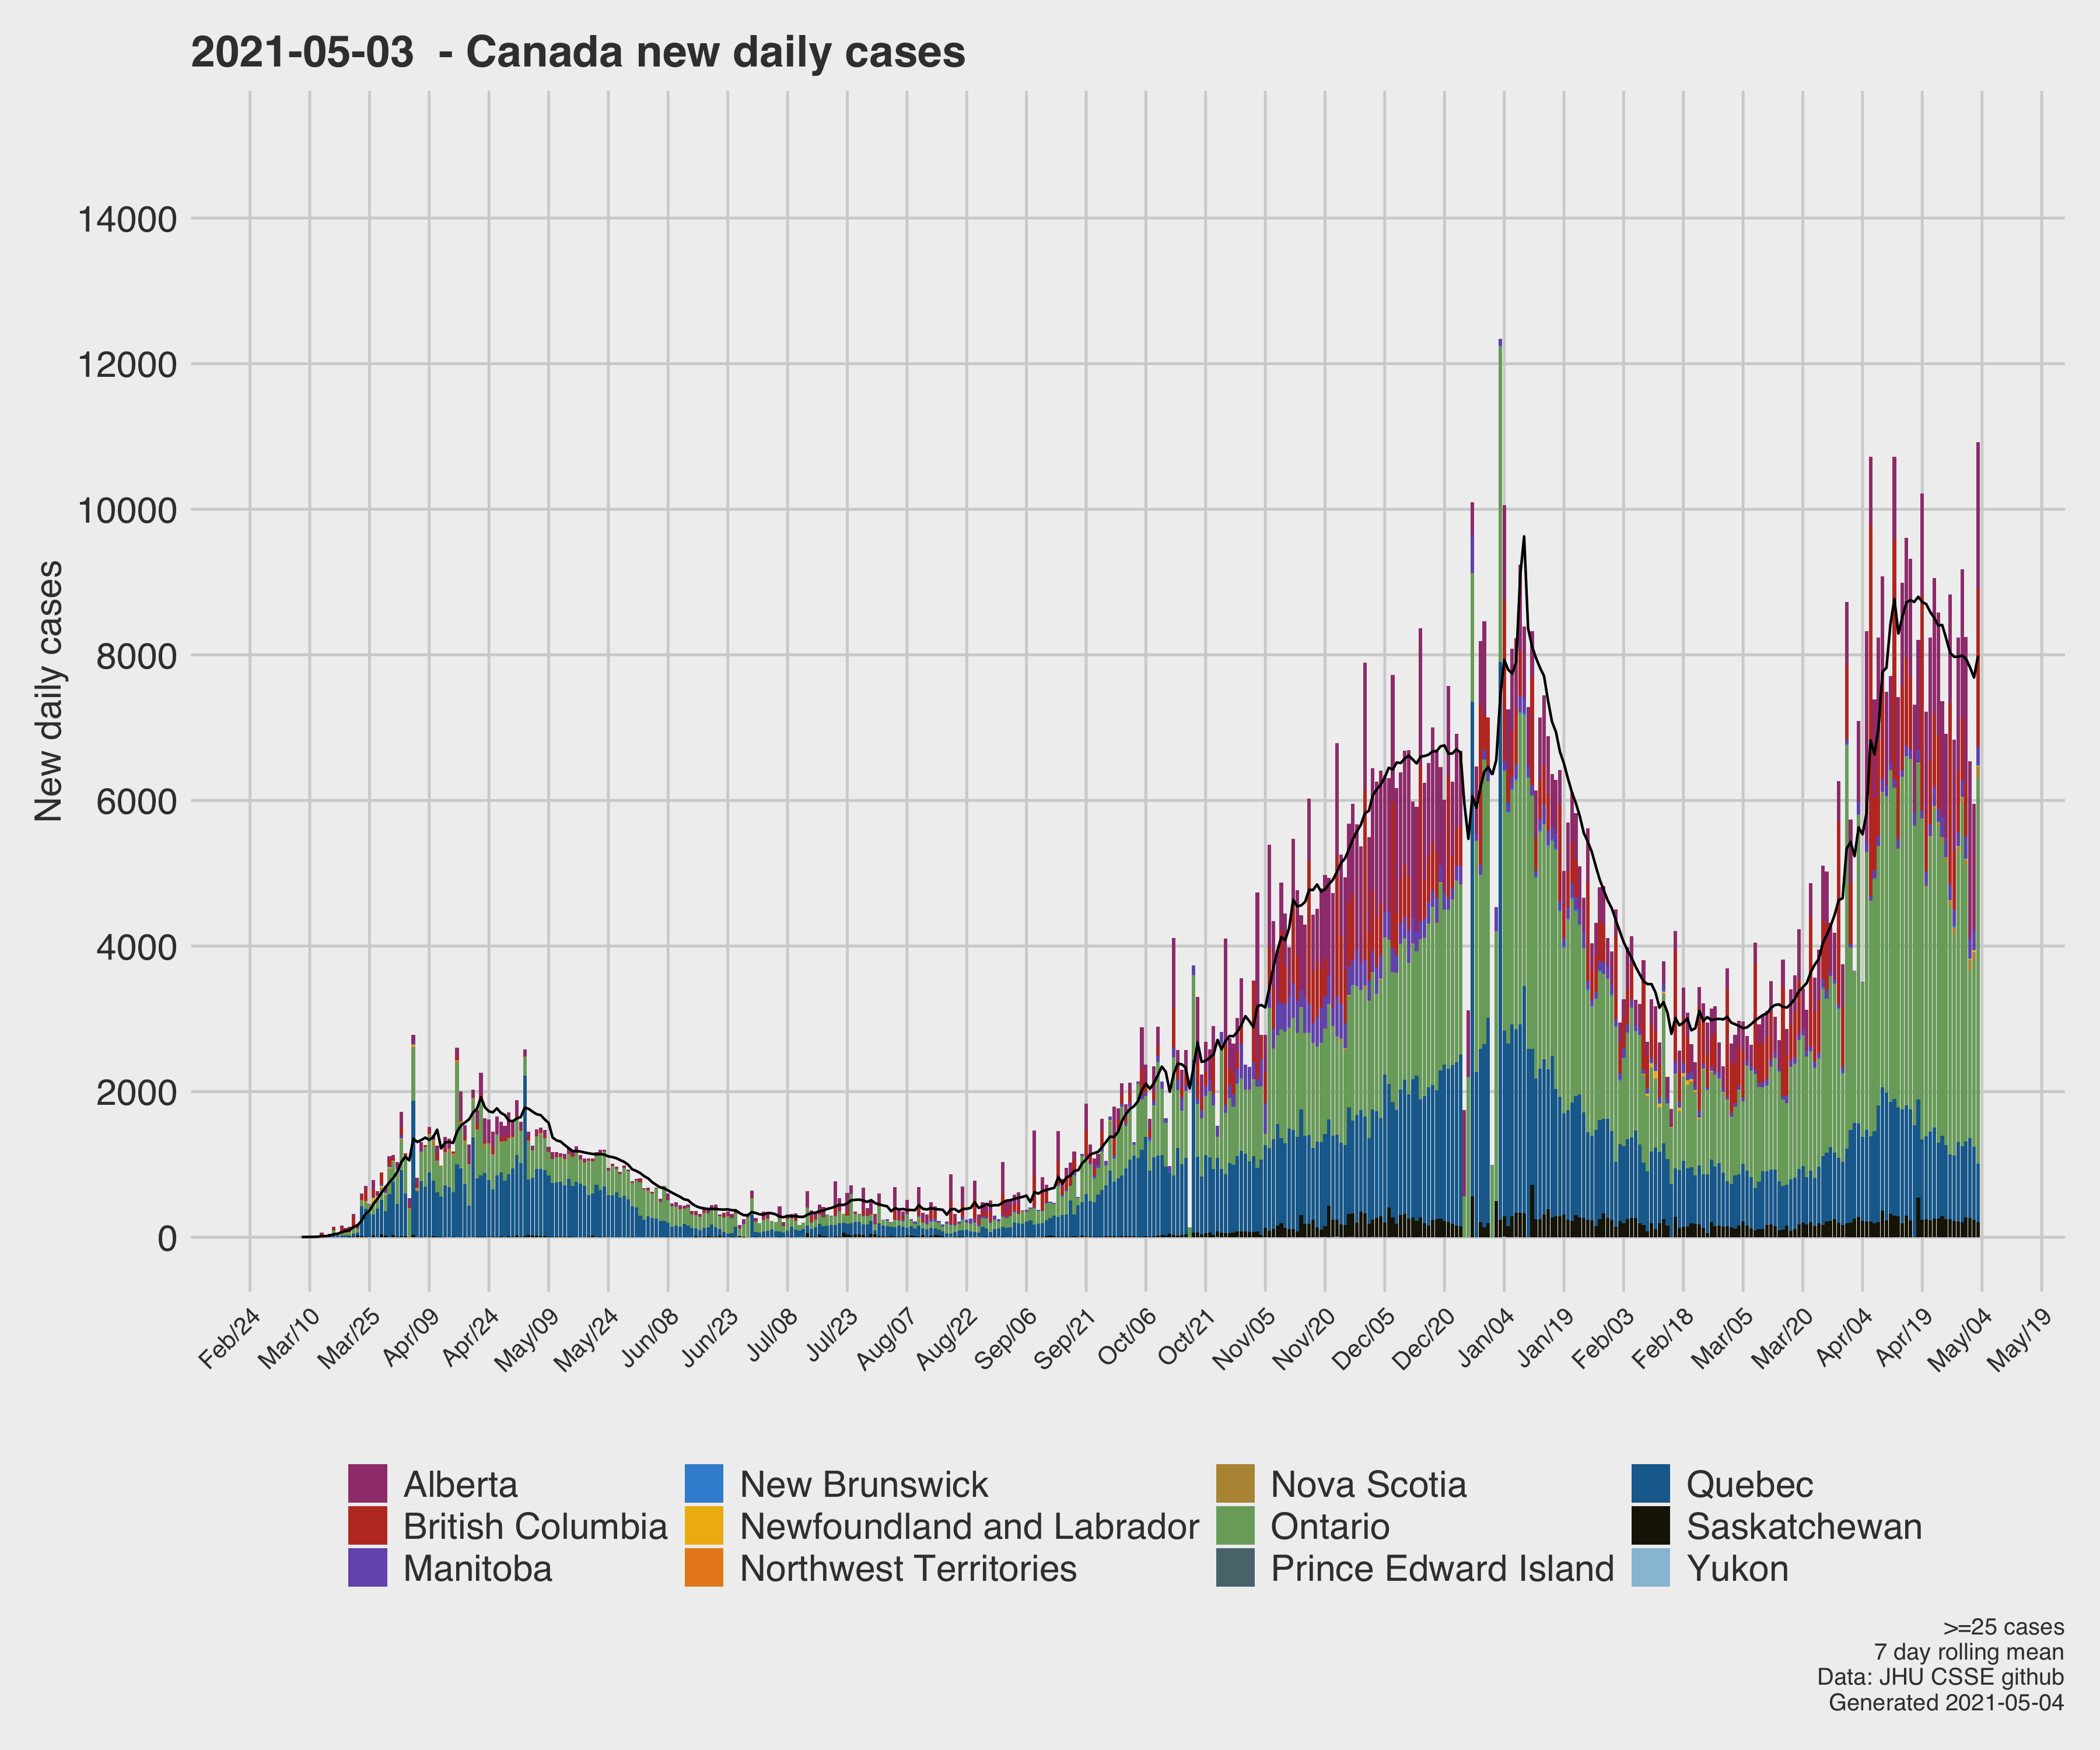 2021-05-03 - Canada new daily cases
New daily cases
14000
12000
10000
8000
6000
4000
2000
0
Feb/24 Mar/10 Mar/25 Apr/09 Apr/24 May/09 May/24 Jun/08 Jun/23 Jul/08 Jul/23 Aug/07 Aug/22 Sep/06 Sep/21 Oct/06 Oct/21 Nov/05 Nov/20 Dec/05 Dec/20 Jan/04 Jan/19 Feb/03 Feb/18 Mar/05 Mar/20 Apr/04 Apr/19 May/04 May/19
Alberta New Brunswick Nova Scotia Quebec
British Columbia Newfoundland and Labrador Ontario Saskatchewan
Manitoba Northwest Territories Prince Edward Island Yukon
>=25 cases
7 day rolling mean
Data: JHU CSSE github
Generated 2021-05-04